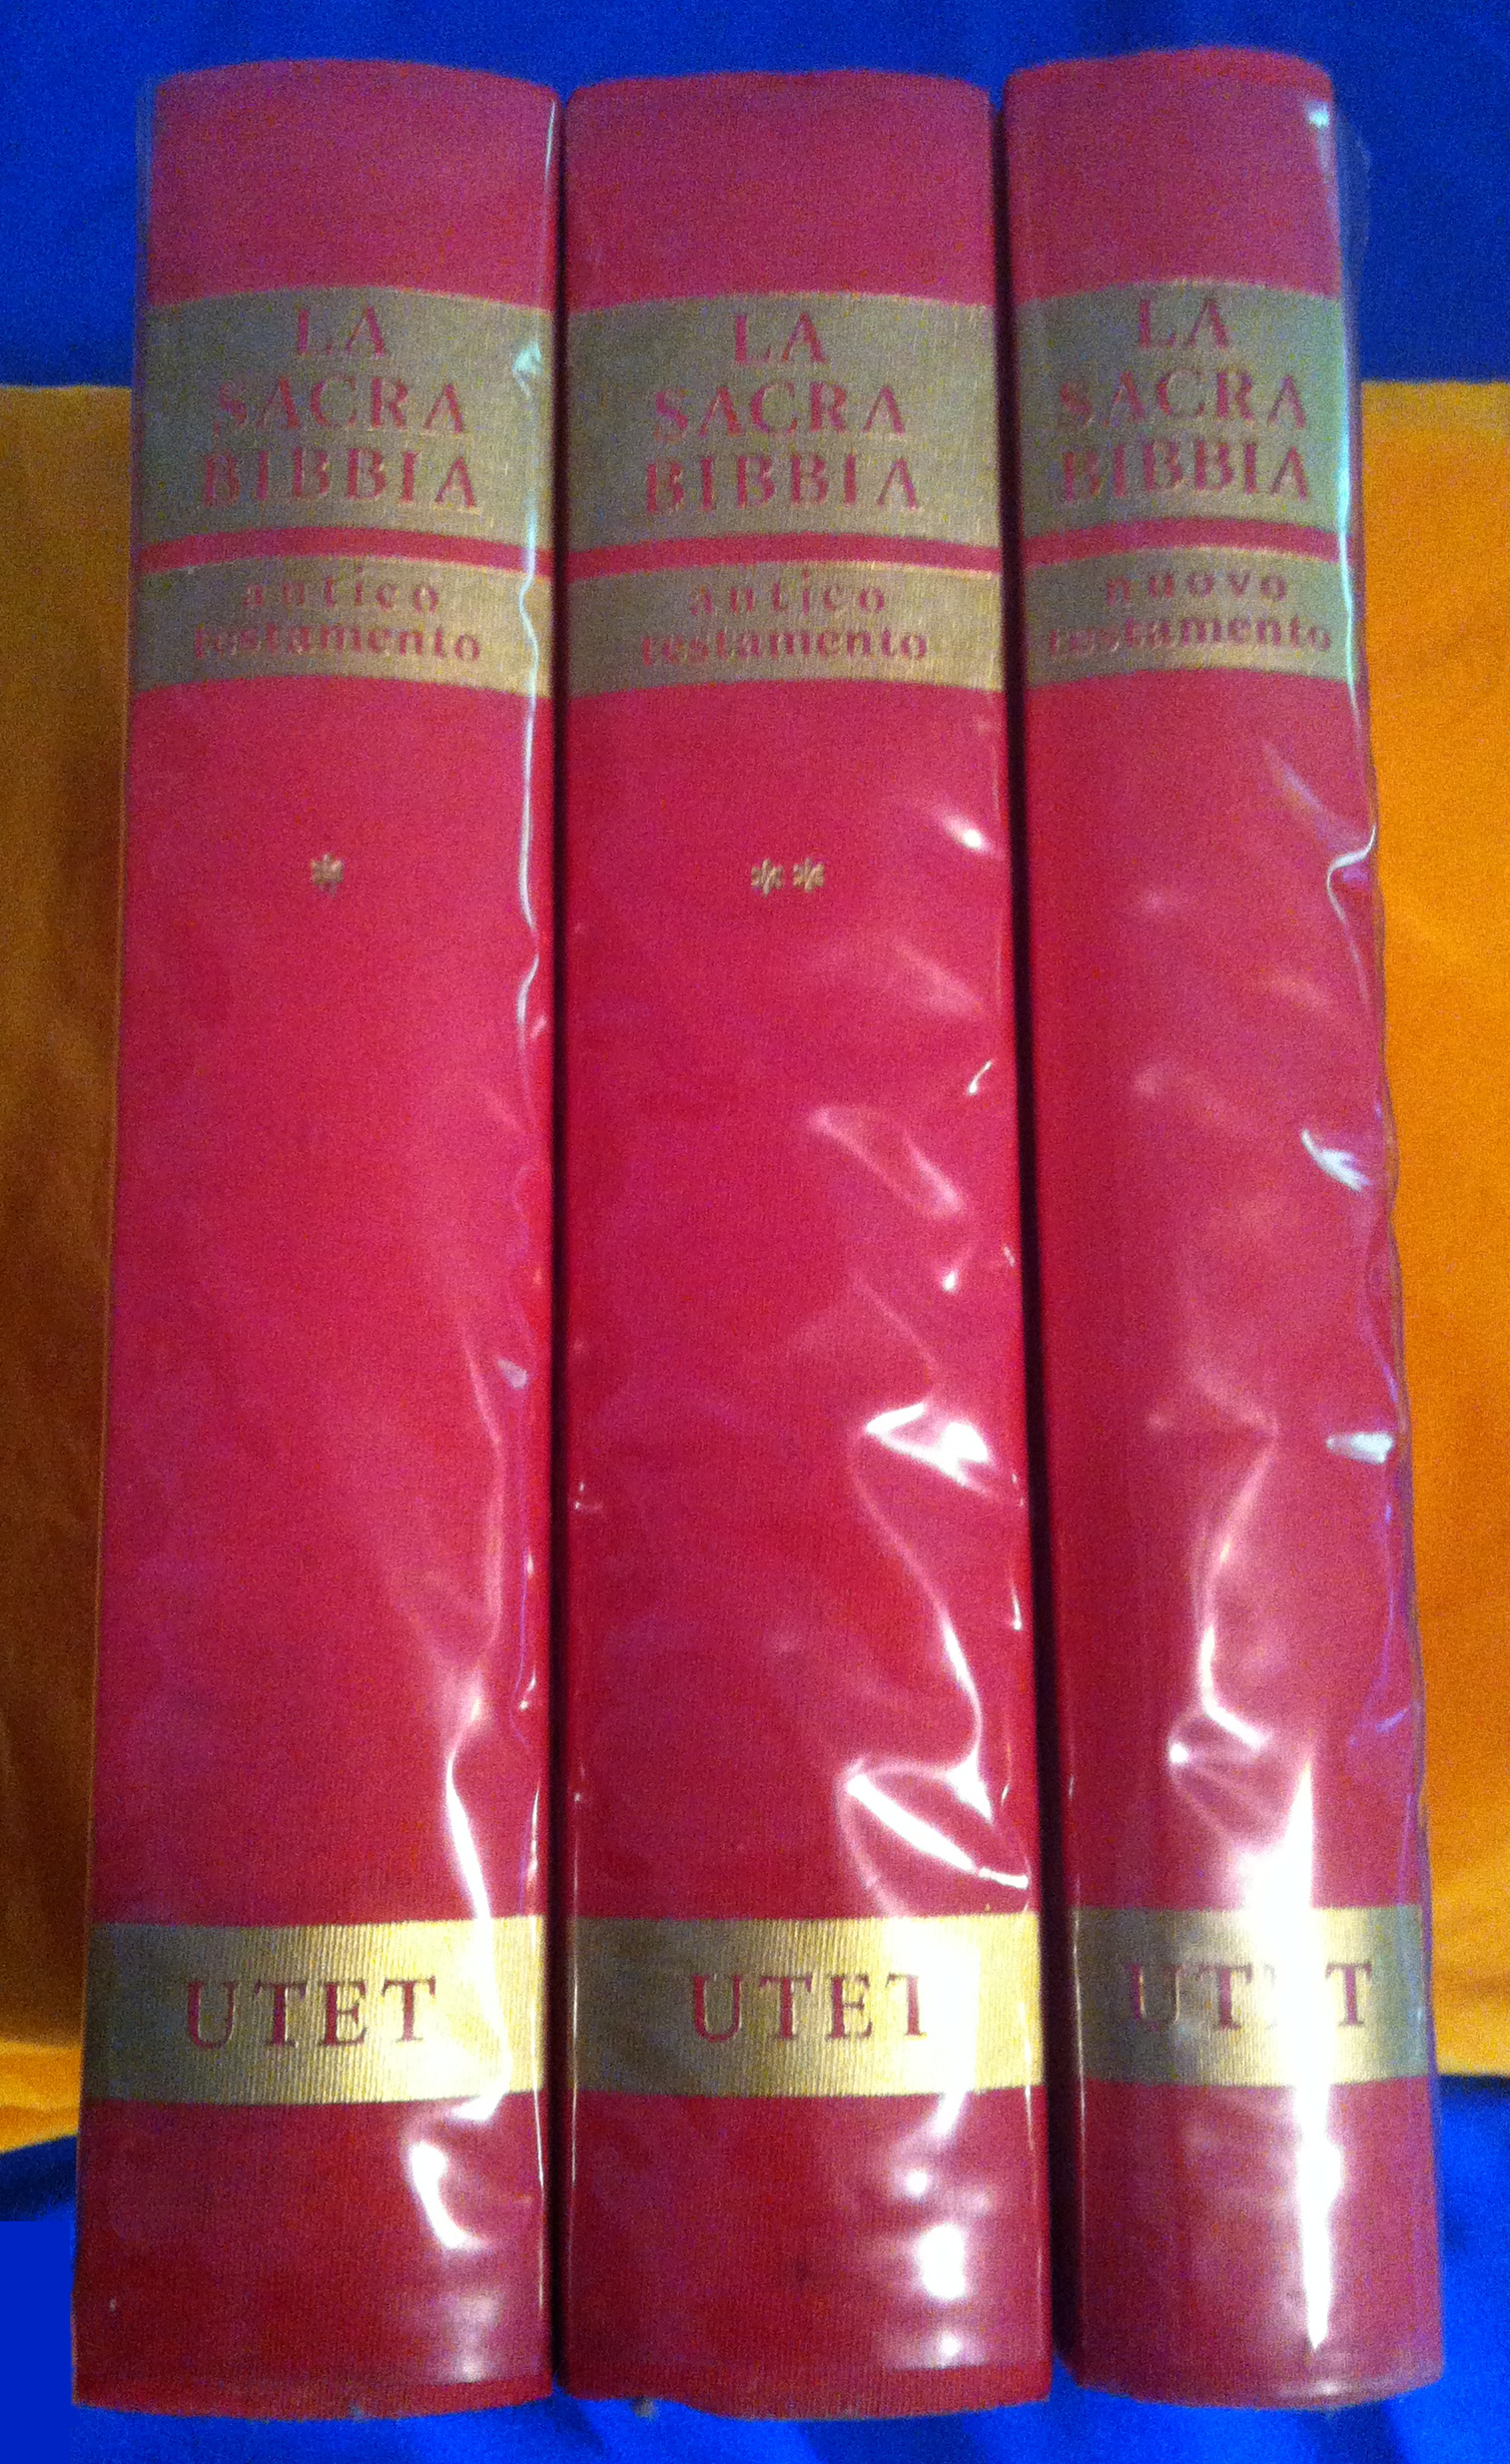 LA
SACRA
BIBBIA
antico
testamento
*
UTET
LA
SACRA
BIBBIA
antico
testamento
**
UTET
LA
SACRA
BIBBIA
nuovo
testamento
UTET